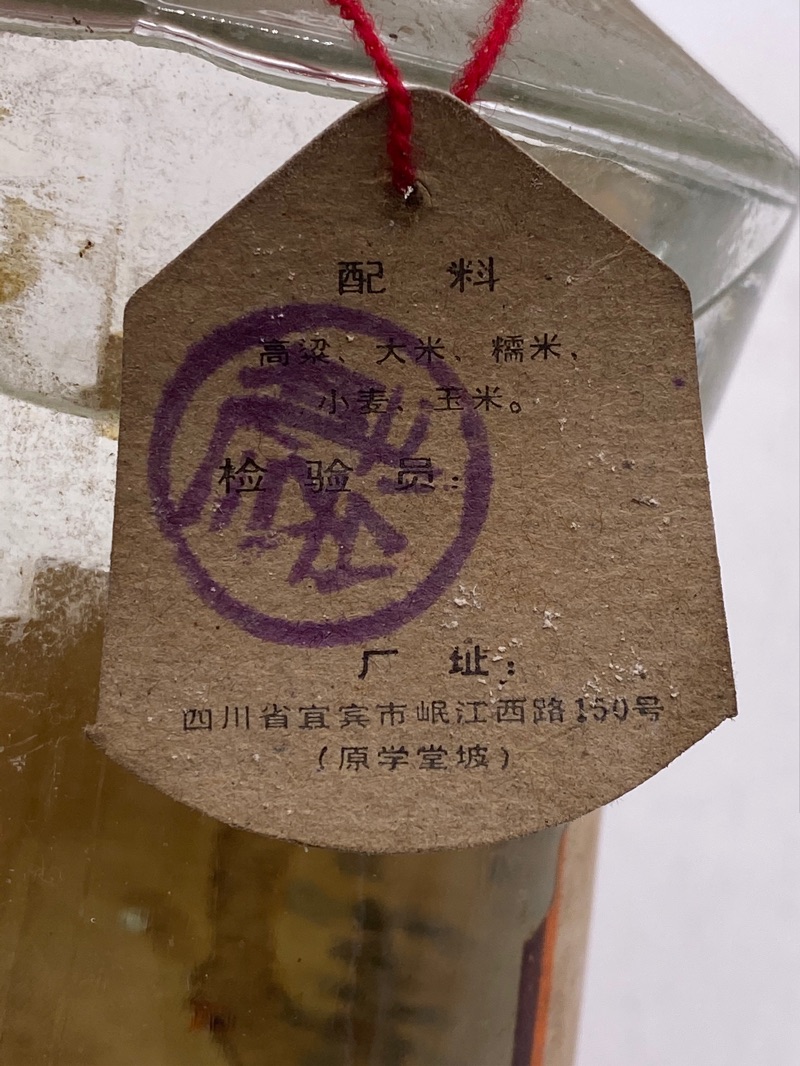 配 料
高粱、大米、糯米、
小麦、玉米。
检 验 员:
厂 址:
四川省宜宾市岷江西路150号
(原学堂坡)